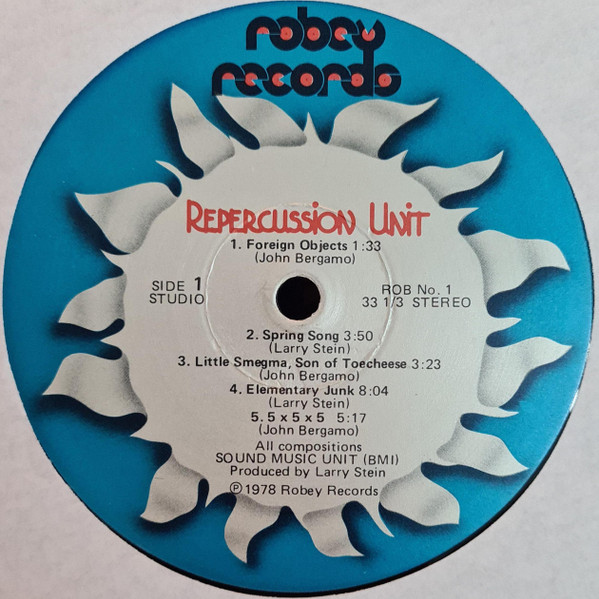 robey
records
Repercussion Unit
1. Foreign Objects 1:33
(John Bergamo)
SIDE 1
STUDIO
ROB No. 1
33 1/3 STEREO
2. Spring Song 3:50
(Larry Stein)
3. Little Smegma, Son of Toecheese 3:23
(John Bergamo)
4. Elementary Junk 8:04
(Larry Stein)
5. 5 x 5 x 5 5:17
(John Bergamo)
All compositions
SOUND MUSIC UNIT (BMI)
Produced by Larry Stein
℗ 1978 Robey Records